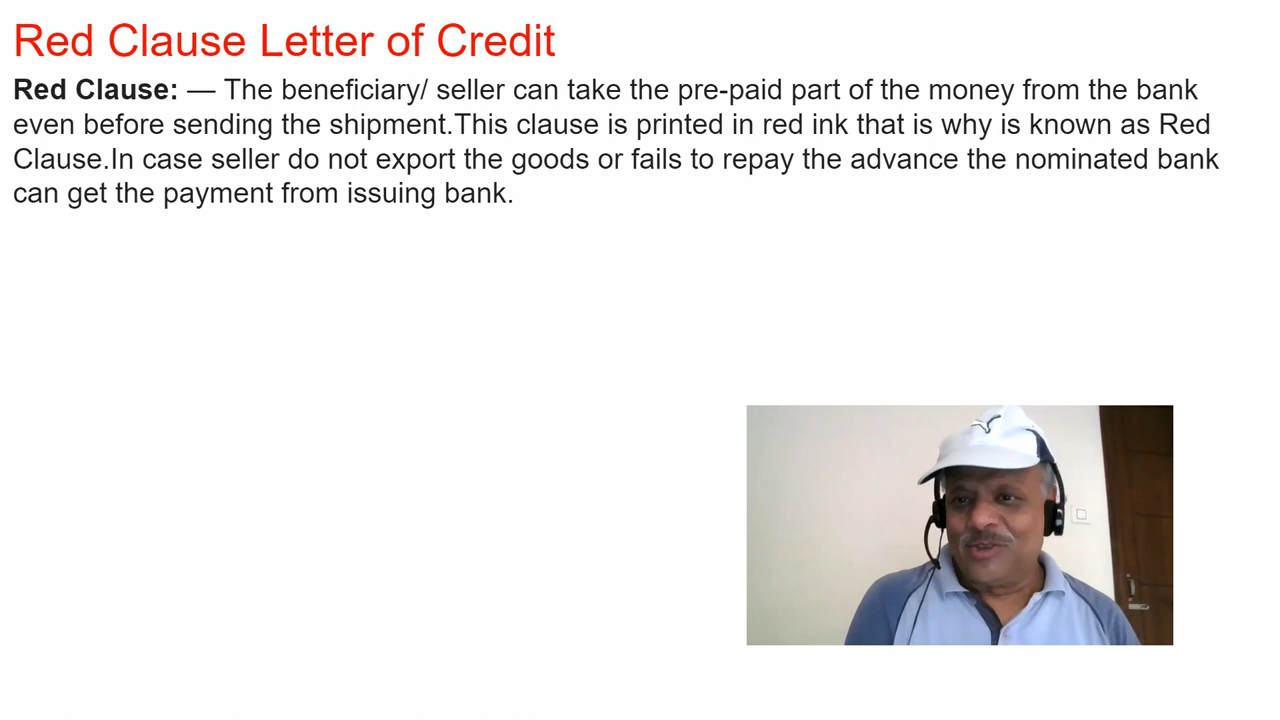 Red Clause Letter of Credit
Red Clause: — The beneficiary/ seller can take the pre-paid part of the money from the bank
even before sending the shipment.This clause is printed in red ink that is why is known as Red
Clause.In case seller do not export the goods or fails to repay the advance the nominated bank
can get the payment from issuing bank.